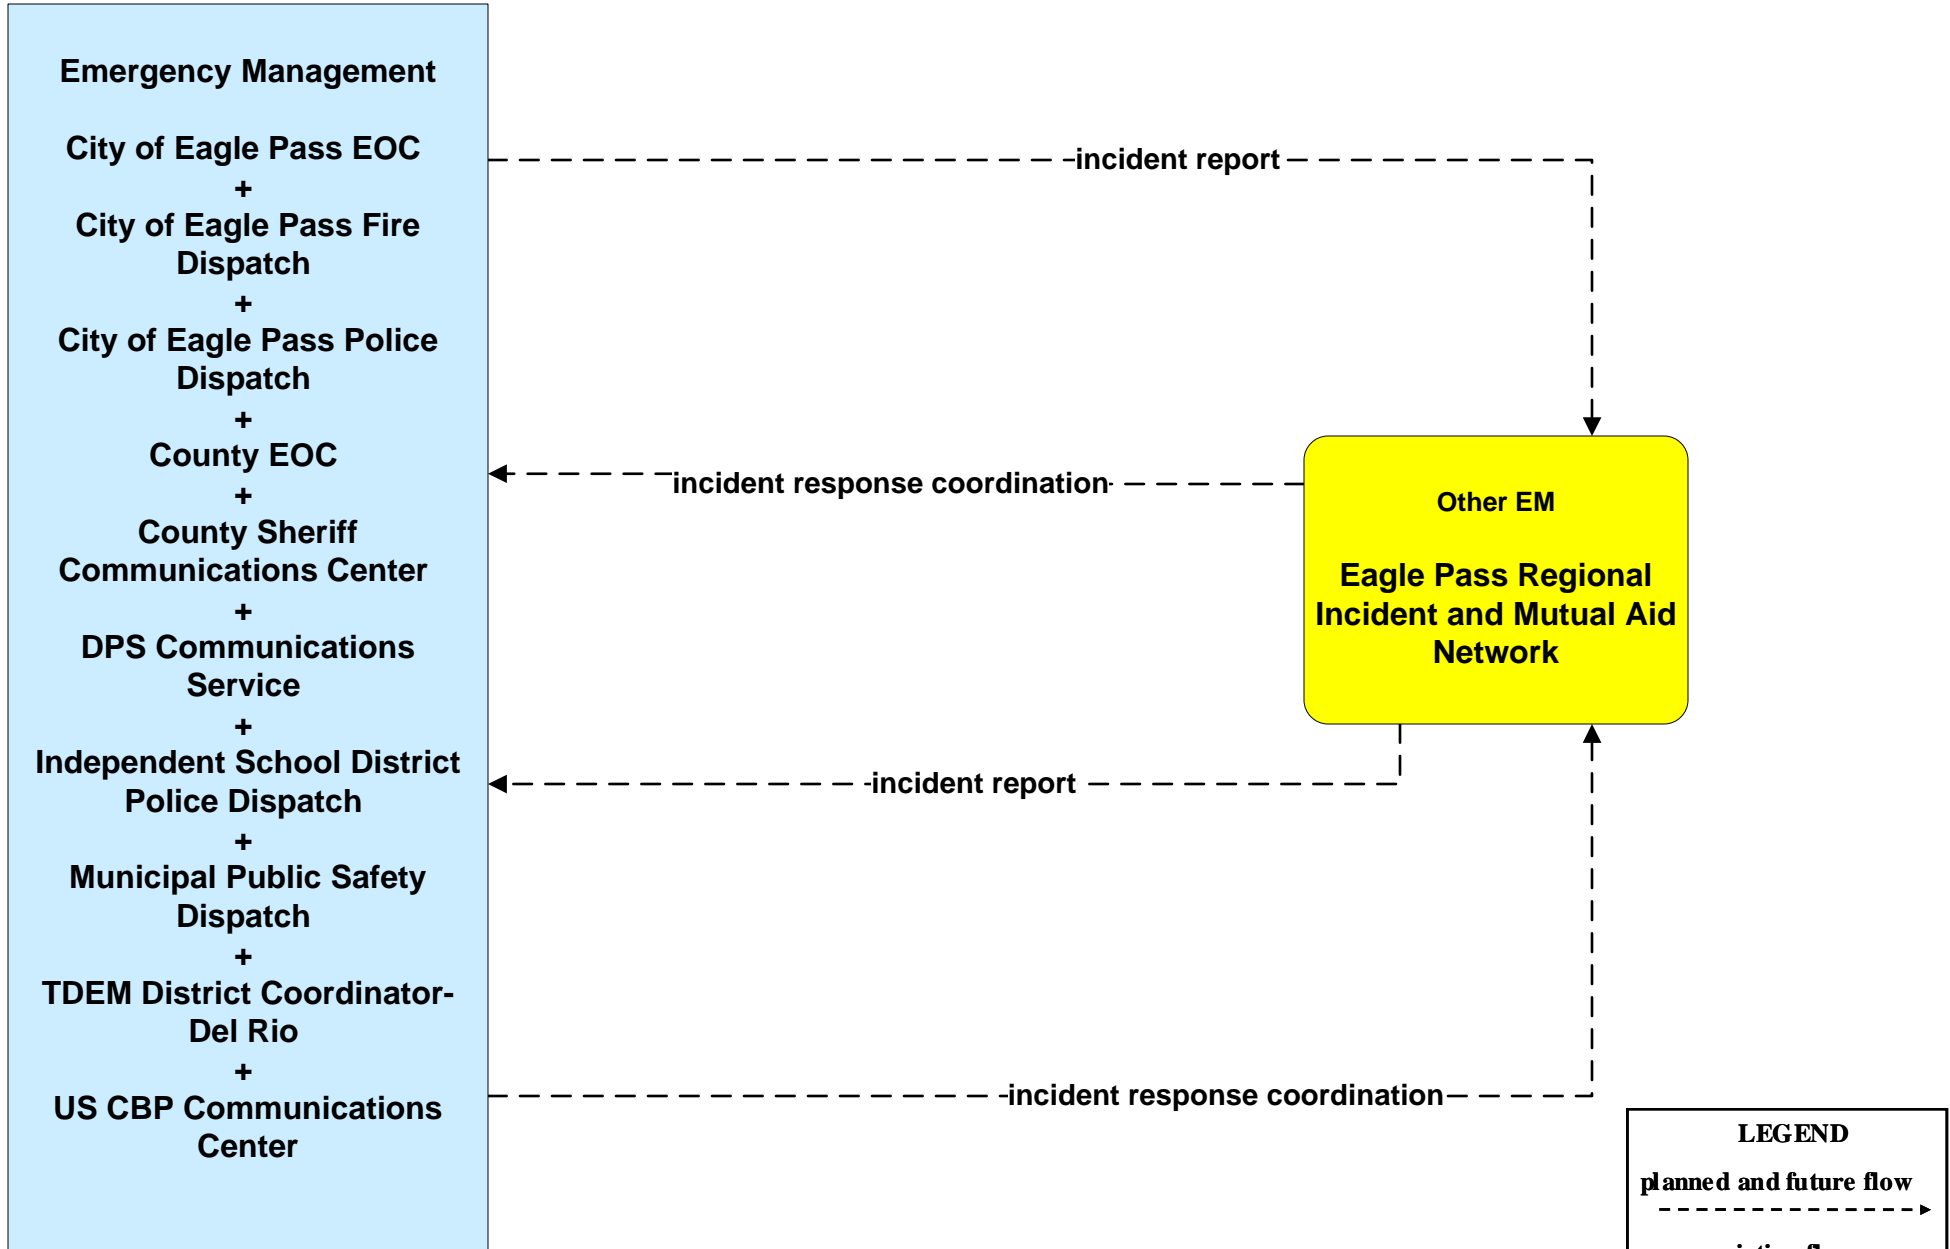 Emergency Management
City of Eagle Pass EOC
+
City of Eagle Pass Fire
Dispatch
+
City of Eagle Pass Police
Dispatch
+
County EOC
+
County Sheriff
Communications Center
+
DPS Communications
Service
+
Independent School District
Police Dispatch
+
Municipal Public Safety
Dispatch
+
TDEM District Coordinator-
Del Rio
+
US CBP Communications
Center
incident report
incident response coordination
incident report
incident response coordination
Other EM
Eagle Pass Regional
Incident and Mutual Aid
Network
LEGEND
planned and future flow